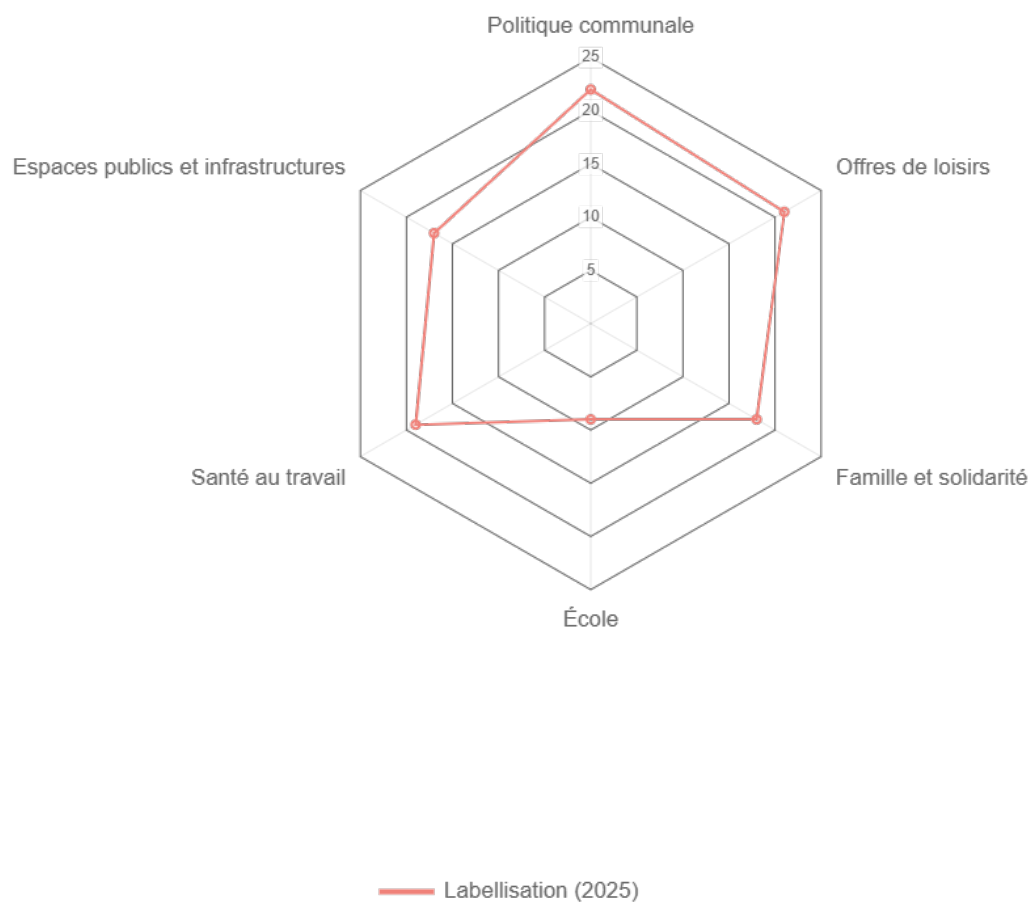 Politique communale
25
20
Espaces publics et infrastructures
Offres de loisirs
15
10
5
Santé au travail
Famille et solidarité
École
Labellisation (2025)